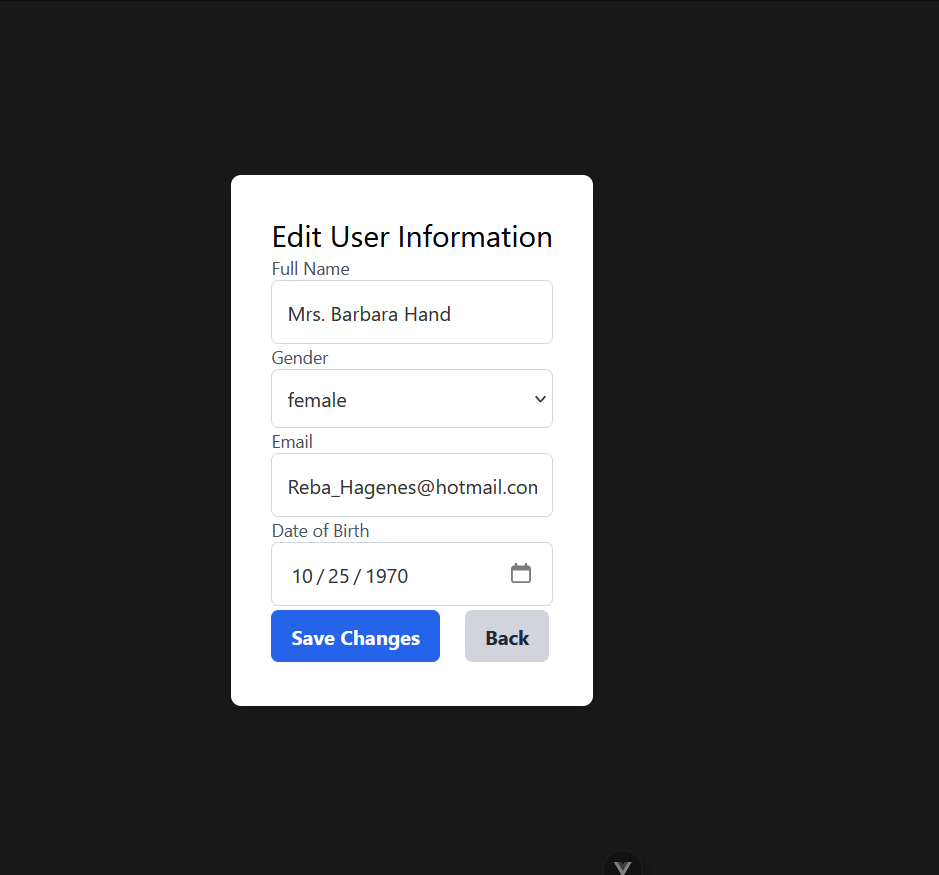 Edit User Information
Full Name
Mrs. Barbara Hand
Gender
female
Email
Reba_Hagenes@hotmail.con
Date of Birth
10/25/1970
Save Changes Back